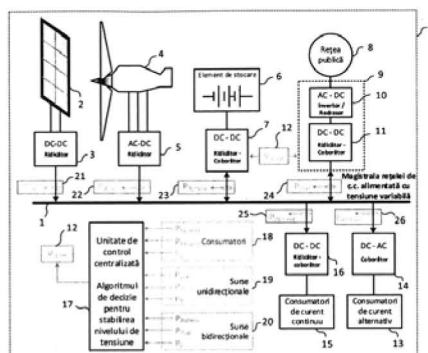 Rețea
publică
8
4
Element de stocare
6
9
AC - DC
Invertor /
Redresor
10
2
DC-DC
Ridicător
3
AC-DC
Ridicător
5
DC - DC
Ridicător -
Coborâtor
7
12
DC - DC
Ridicător -
Coborâtor
11
21
22
23
24
Magistrala rețelei de
c.c. alimentată cu
tensiune variabilă
1
25
26
12
Unitate de
control
centralizată
Algoritmul
de decizie
pentru
stabilirea
nivelului de
tensiune
17
Consumatori
18
Surse
unidirecționale
19
Surse
bidirecționale
20
DC - DC
Ridicător -
coborâtor
16
DC - AC
Coborâtor
14
Consumatori
de curent
continuu
15
Consumatori
de curent
alternativ
13